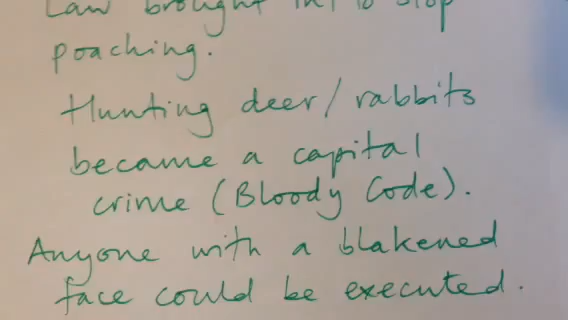 Law brought in to stop
poaching.
Hunting deer/rabbits
became a capital
crime (Bloody Code).
Anyone with a blakened
face could be executed.